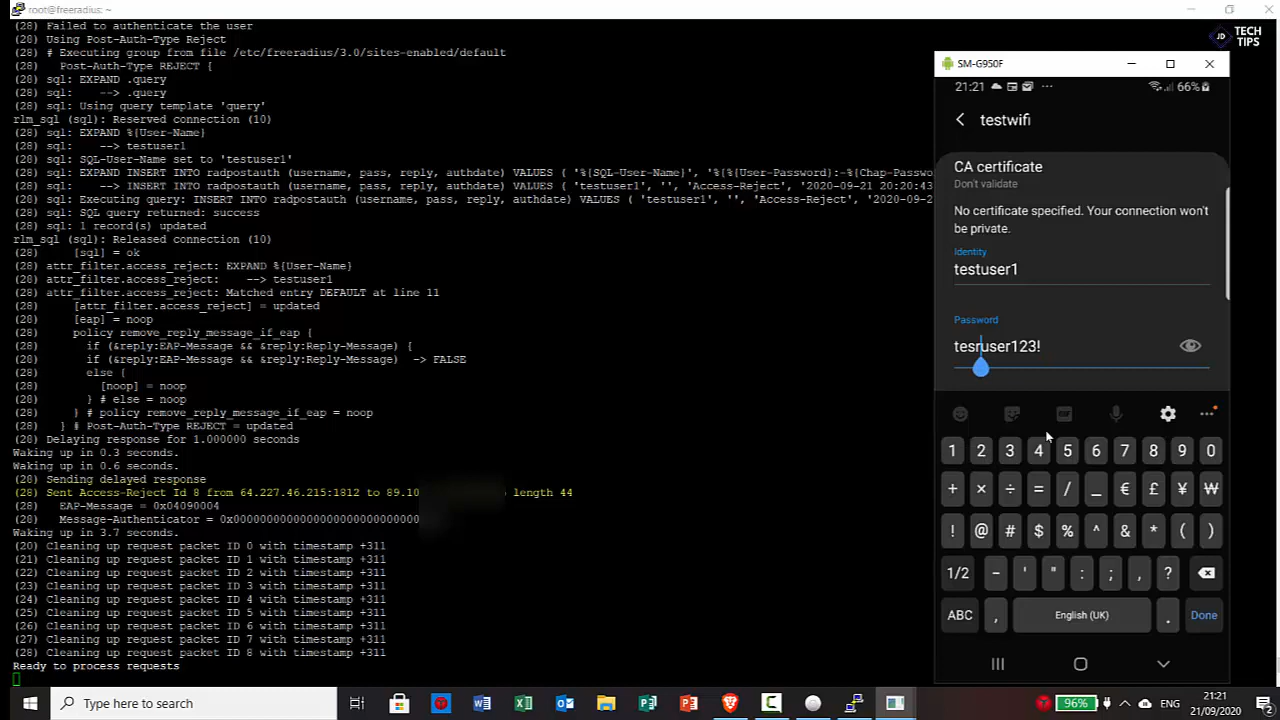 root@freeradius: ~
(28) Failed to authenticate the user
(28) Using Post-Auth-Type Reject
(28) # Executing group from file /etc/freeradius/3.0/sites-enabled/default
(28)   Post-Auth-Type REJECT {
(28) sql: EXPAND .query
(28) sql:    --> .query
(28) sql: Using query template 'query'
rlm_sql (sql): Reserved connection (10)
(28) sql: EXPAND %{User-Name}
(28) sql:    --> testuser1
(28) sql: SQL-User-Name set to 'testuser1'
(28) sql: EXPAND INSERT INTO radpostauth (username, pass, reply, authdate) VALUES ( '%{SQL-User-Name}', '%{%{User-Password}:-%{Chap-Passwo
(28) sql:    --> INSERT INTO radpostauth (username, pass, reply, authdate) VALUES ( 'testuser1', '', 'Access-Reject', '2020-09-21 20:20:43
(28) sql: Executing query: INSERT INTO radpostauth (username, pass, reply, authdate) VALUES ( 'testuser1', '', 'Access-Reject', '2020-09-2
(28) sql: SQL query returned: success
(28) sql: 1 record(s) updated
rlm_sql (sql): Released connection (10)
(28)     [sql] = ok
(28) attr_filter.access_reject: EXPAND %{User-Name}
(28) attr_filter.access_reject:    --> testuser1
(28) attr_filter.access_reject: Matched entry DEFAULT at line 11
(28)     [attr_filter.access_reject] = updated
(28)     [eap] = noop
(28)     policy remove_reply_message_if_eap {
(28)       if (&reply:EAP-Message && &reply:Reply-Message) {
(28)       if (&reply:EAP-Message && &reply:Reply-Message)  -> FALSE
(28)       else {
(28)         [noop] = noop
(28)       } # else = noop
(28)     } # policy remove_reply_message_if_eap = noop
(28)   } # Post-Auth-Type REJECT = updated
(28) Delaying response for 1.000000 seconds
Waking up in 0.3 seconds.
Waking up in 0.6 seconds.
(28) Sending delayed response
(28) Sent Access-Reject Id 8 from 64.227.46.215:1812 to 89.10 length 44
(28)   EAP-Message = 0x04090004
(28)   Message-Authenticator = 0x00000000000000000000000000
Waking up in 3.7 seconds.
(20) Cleaning up request packet ID 0 with timestamp +311
(21) Cleaning up request packet ID 1 with timestamp +311
(22) Cleaning up request packet ID 2 with timestamp +311
(23) Cleaning up request packet ID 3 with timestamp +311
(24) Cleaning up request packet ID 4 with timestamp +311
(25) Cleaning up request packet ID 5 with timestamp +311
(26) Cleaning up request packet ID 6 with timestamp +311
(27) Cleaning up request packet ID 7 with timestamp +311
(28) Cleaning up request packet ID 8 with timestamp +311
Ready to process requests
JD TECH
TIPS
SM-G950F
21:21 66%
testwifi
CA certificate
Don't validate
No certificate specified. Your connection won't
be private.
Identity
testuser1
Password
tesruser123!
1 2 3 4 5 6 7 8 9 0
+ × ÷ = / _ € £ ¥ ₩
! @ # $ % ^ & * ( )
1/2 - ' " : ; , ?
ABC , English (UK) . Done
Type here to search
96% ENG
21:21
21/09/2020
2